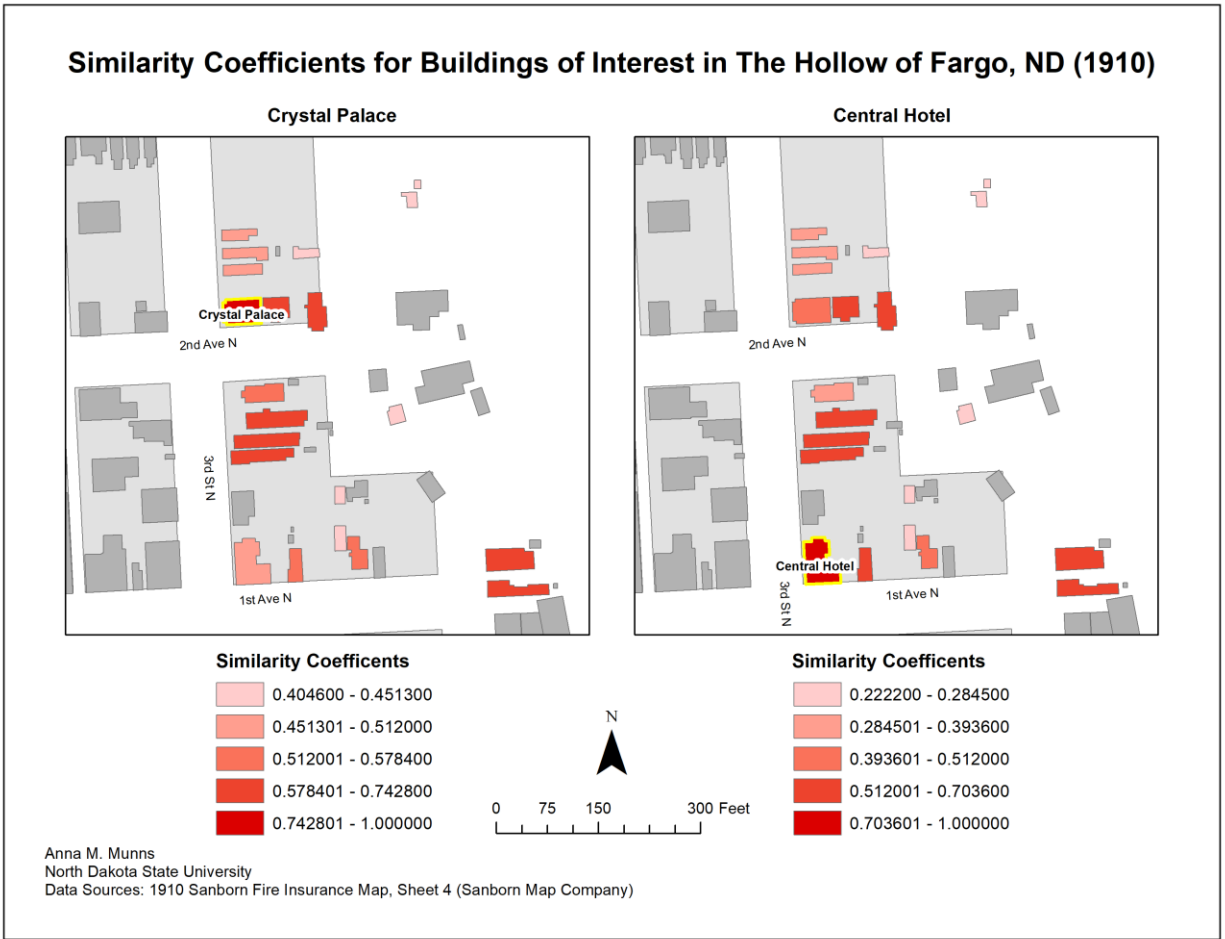 Similarity Coefficients for Buildings of Interest in The Hollow of Fargo, ND (1910)
Crystal Palace
Crystal Palace
2nd Ave N
3rd St N
1st Ave N
Central Hotel
2nd Ave N
Central Hotel
3rd St N
1st Ave N
Similarity Coefficents
0.404600 - 0.451300
0.451301 - 0.512000
0.512001 - 0.578400
0.578401 - 0.742800
0.742801 - 1.000000
N
0 75 150 300 Feet
Similarity Coefficents
0.222200 - 0.284500
0.284501 - 0.393600
0.393601 - 0.512000
0.512001 - 0.703600
0.703601 - 1.000000
Anna M. Munns
North Dakota State University
Data Sources: 1910 Sanborn Fire Insurance Map, Sheet 4 (Sanborn Map Company)